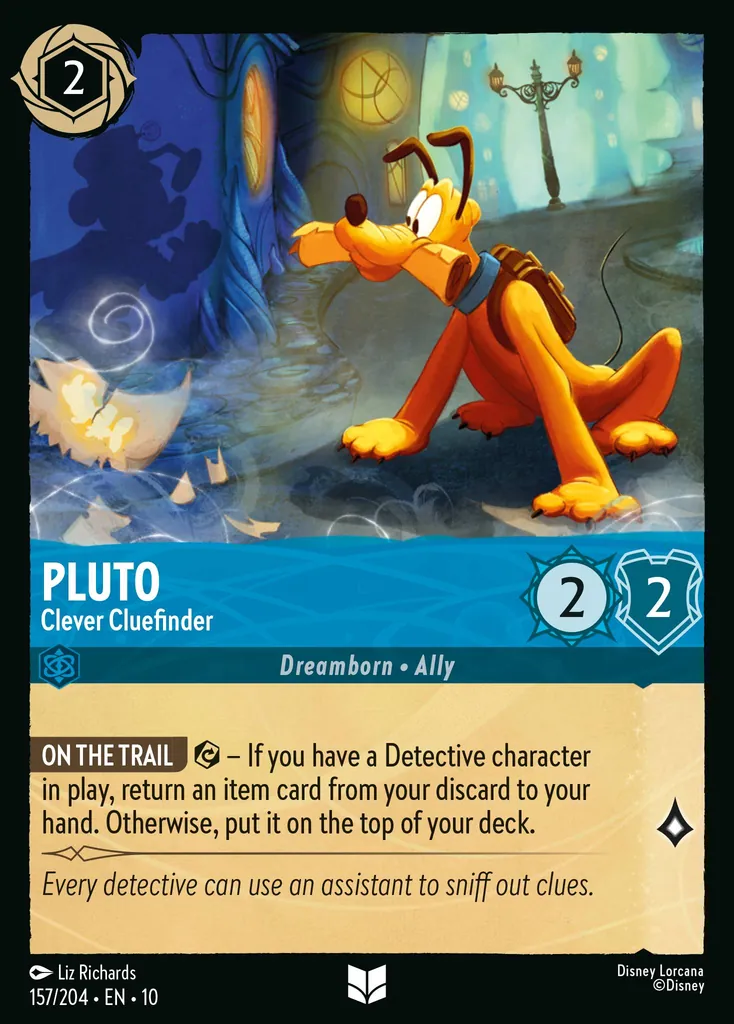 2
PLUTO
Clever Cluefinder
2
2
Dreamborn • Ally
ON THE TRAIL – If you have a Detective character
in play, return an item card from your discard to your
hand. Otherwise, put it on the top of your deck.
Every detective can use an assistant to sniff out clues.
Liz Richards
157/204 • EN • 10
Disney Lorcana
©Disney